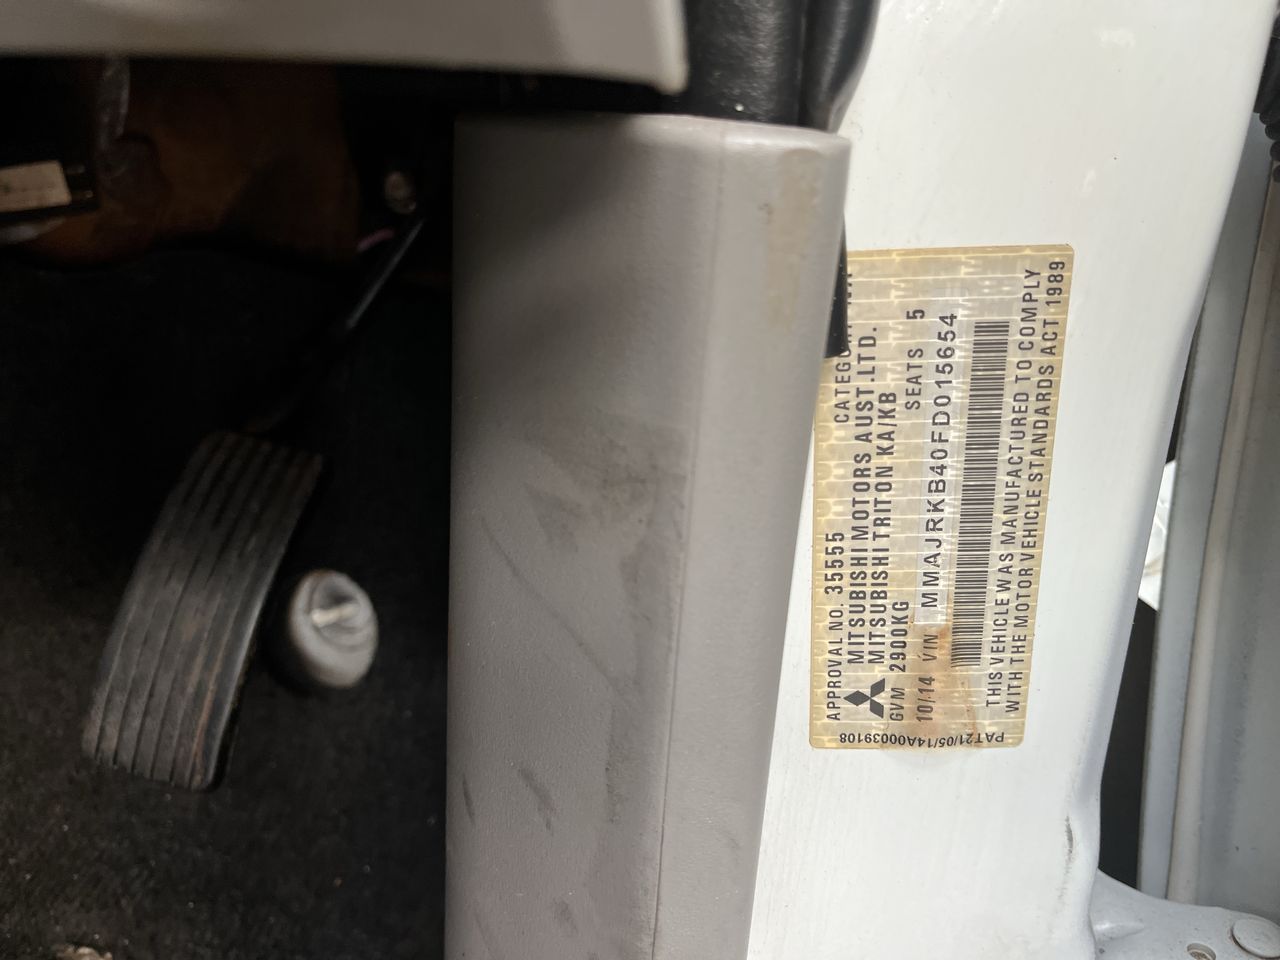 APPROVAL NO. 35555 CATEGORY
MITSUBISHI MOTORS AUST.LTD.
MITSUBISHI TRITON KA/KB
GVM 2900KG SEATS 5
10/14 VIN MMAJRKB40FD015654
THIS VEHICLE WAS MANUFACTURED TO COMPLY
WITH THE MOTOR VEHICLE STANDARDS ACT 1989
PAT21/05/14A00039108